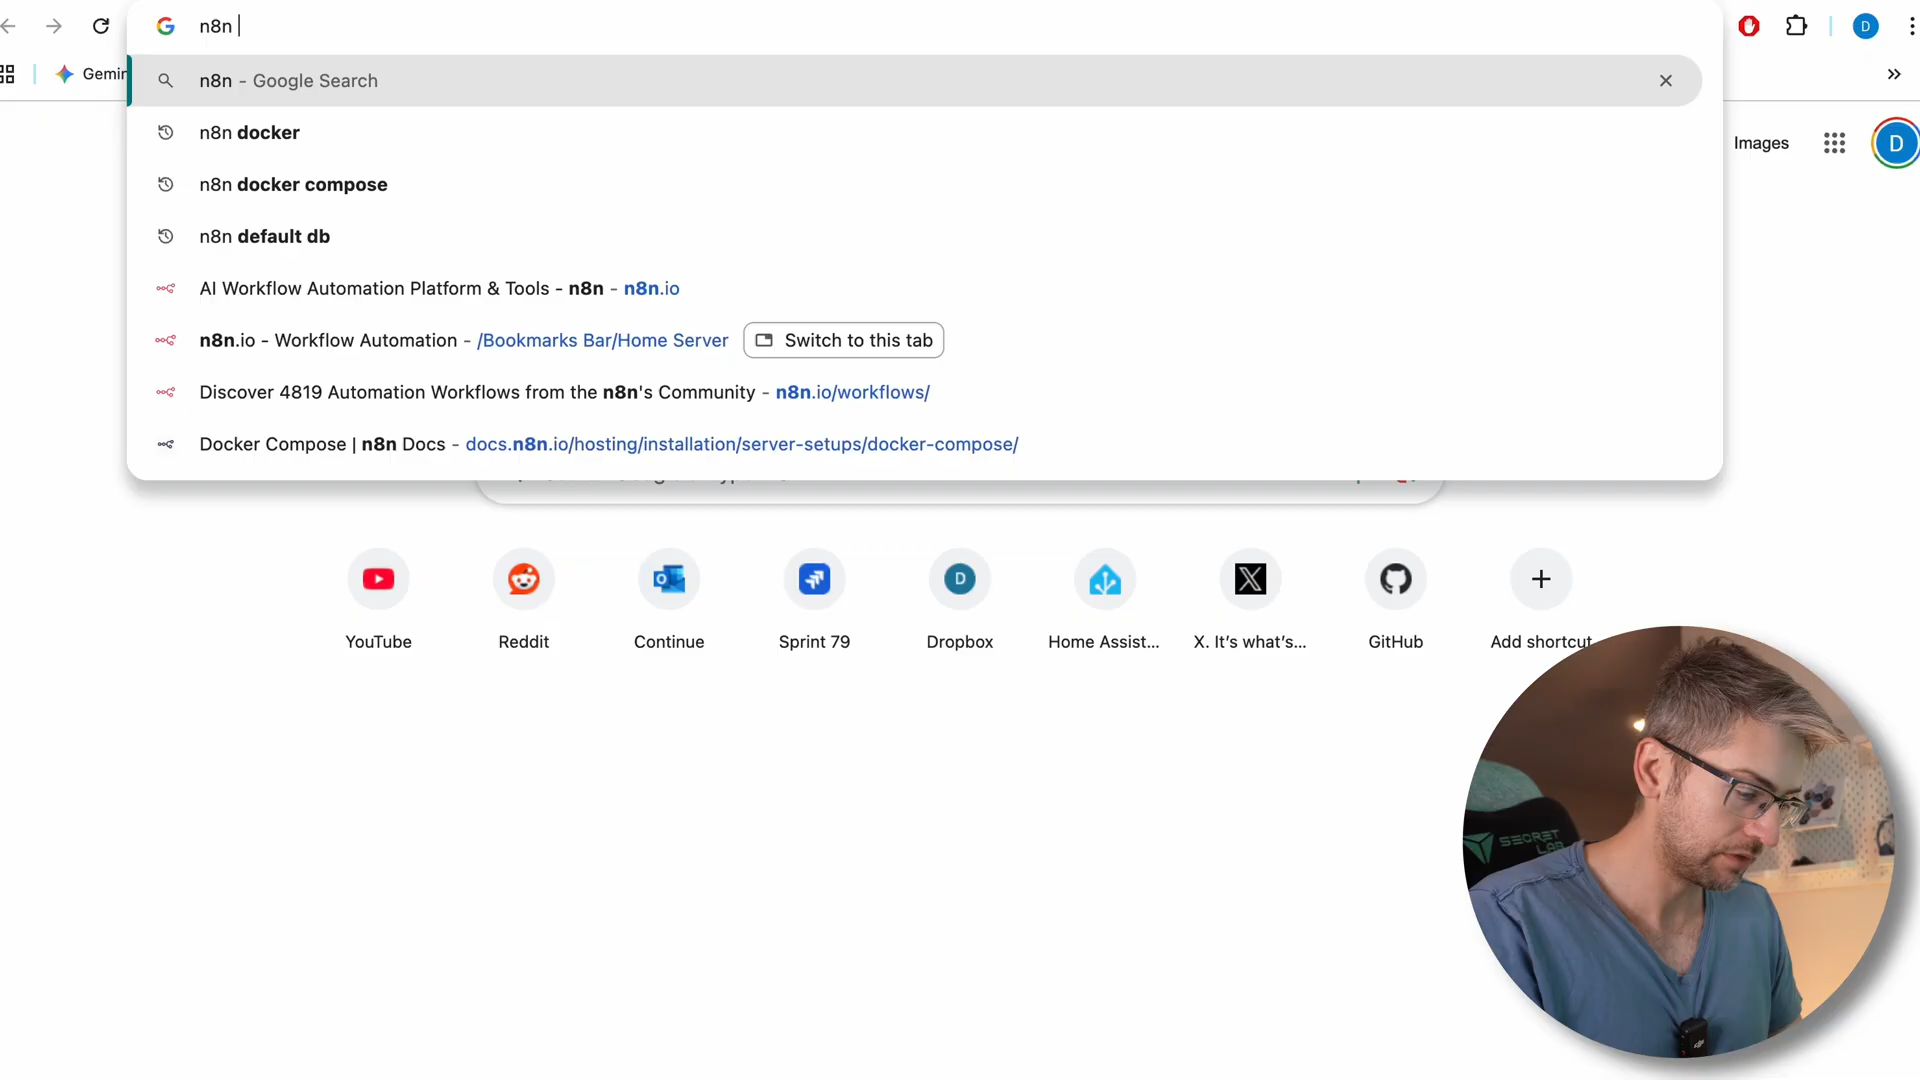 n8n
Gemin
n8n - Google Search
n8n docker
n8n docker compose
n8n default db
AI Workflow Automation Platform & Tools - n8n - n8n.io
n8n.io - Workflow Automation - /Bookmarks Bar/Home Server Switch to this tab
Discover 4819 Automation Workflows from the n8n's Community - n8n.io/workflows/
Docker Compose | n8n Docs - docs.n8n.io/hosting/installation/server-setups/docker-compose/
D
Images
D
D
YouTube
Reddit
Continue
Sprint 79
Dropbox
Home Assist...
X. It's what's...
GitHub
Add shortcut
SECRET
LAB